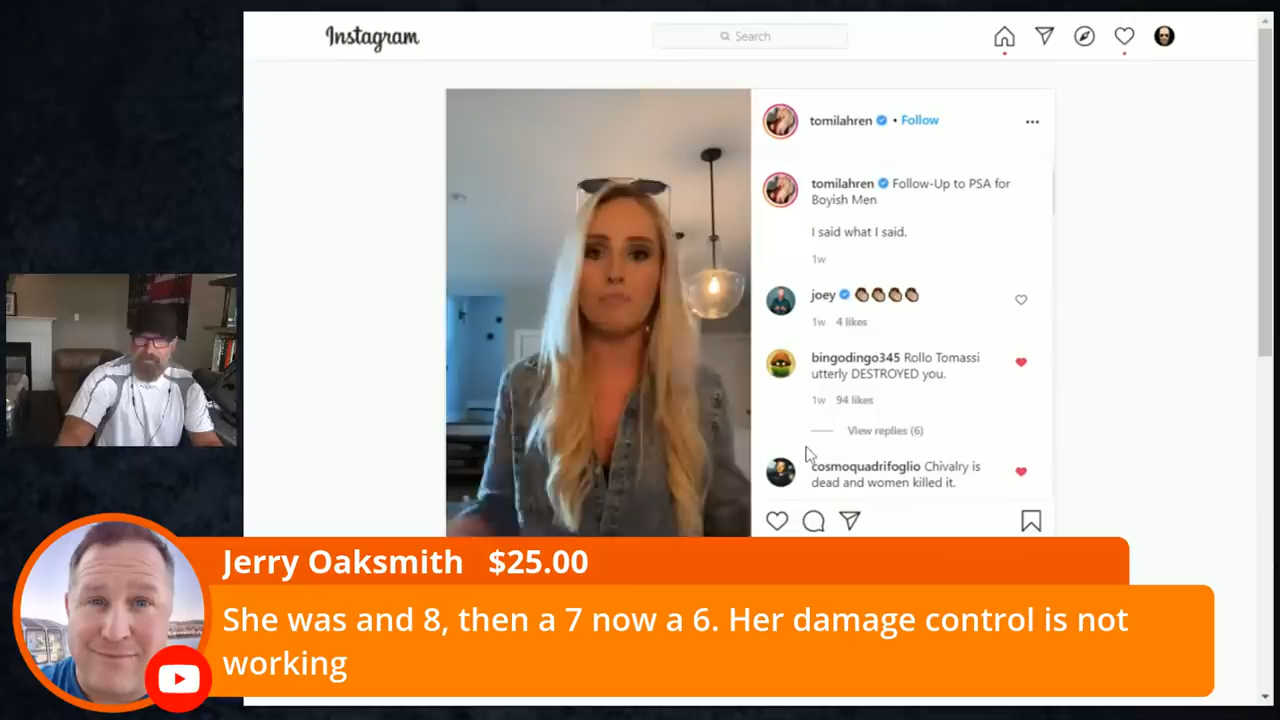 Instagram
Search
tomilahren • Follow
tomilahren Follow-Up to PSA for
Boyish Men
I said what I said.
1w
joey
1w 4 likes
bingodingo345 Rollo Tomassi
utterly DESTROYED you.
1w 94 likes
View replies (6)
cosmoquadrifoglio Chivalry is
dead and women killed it.
Jerry Oaksmith $25.00
She was and 8, then a 7 now a 6. Her damage control is not
working